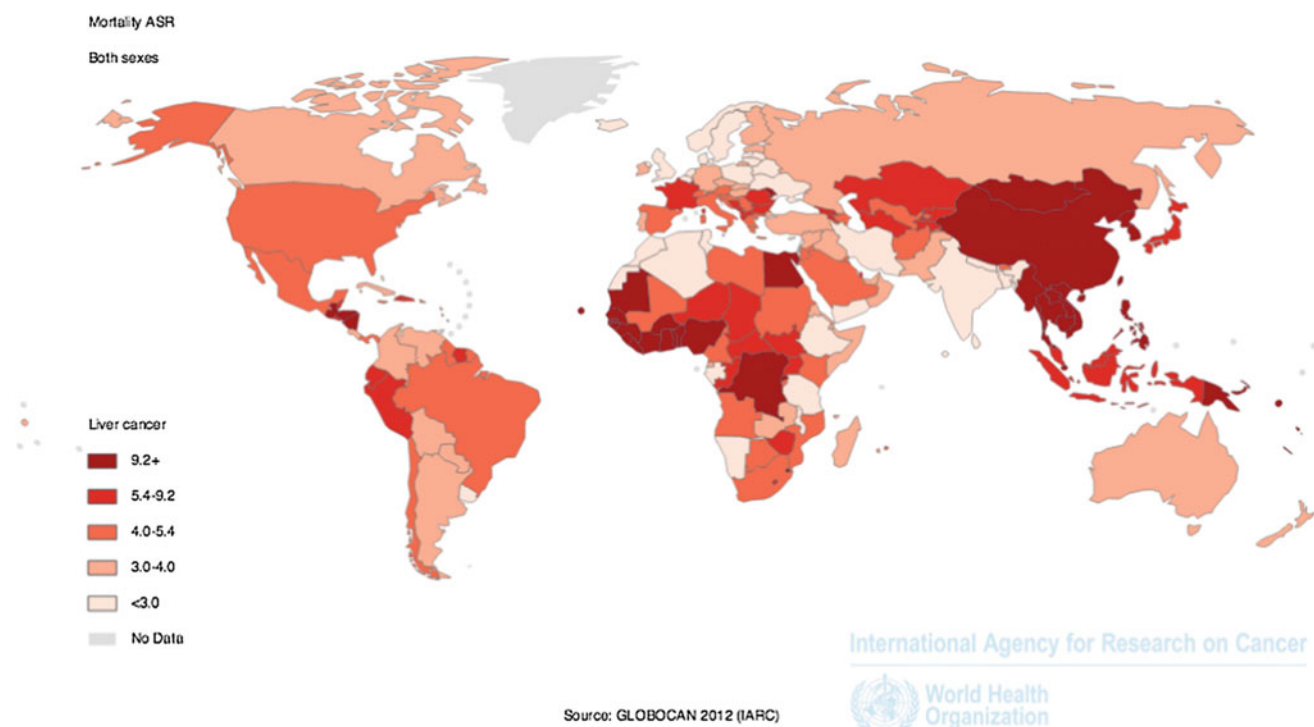 Mortality ASR
Both sexes
Liver cancer
9.2+
5.4-9.2
4.0-5.4
3.0-4.0
<3.0
No Data
International Agency for Research on Cancer
World Health
Organization
Source: GLOBOCAN 2012 (IARC)